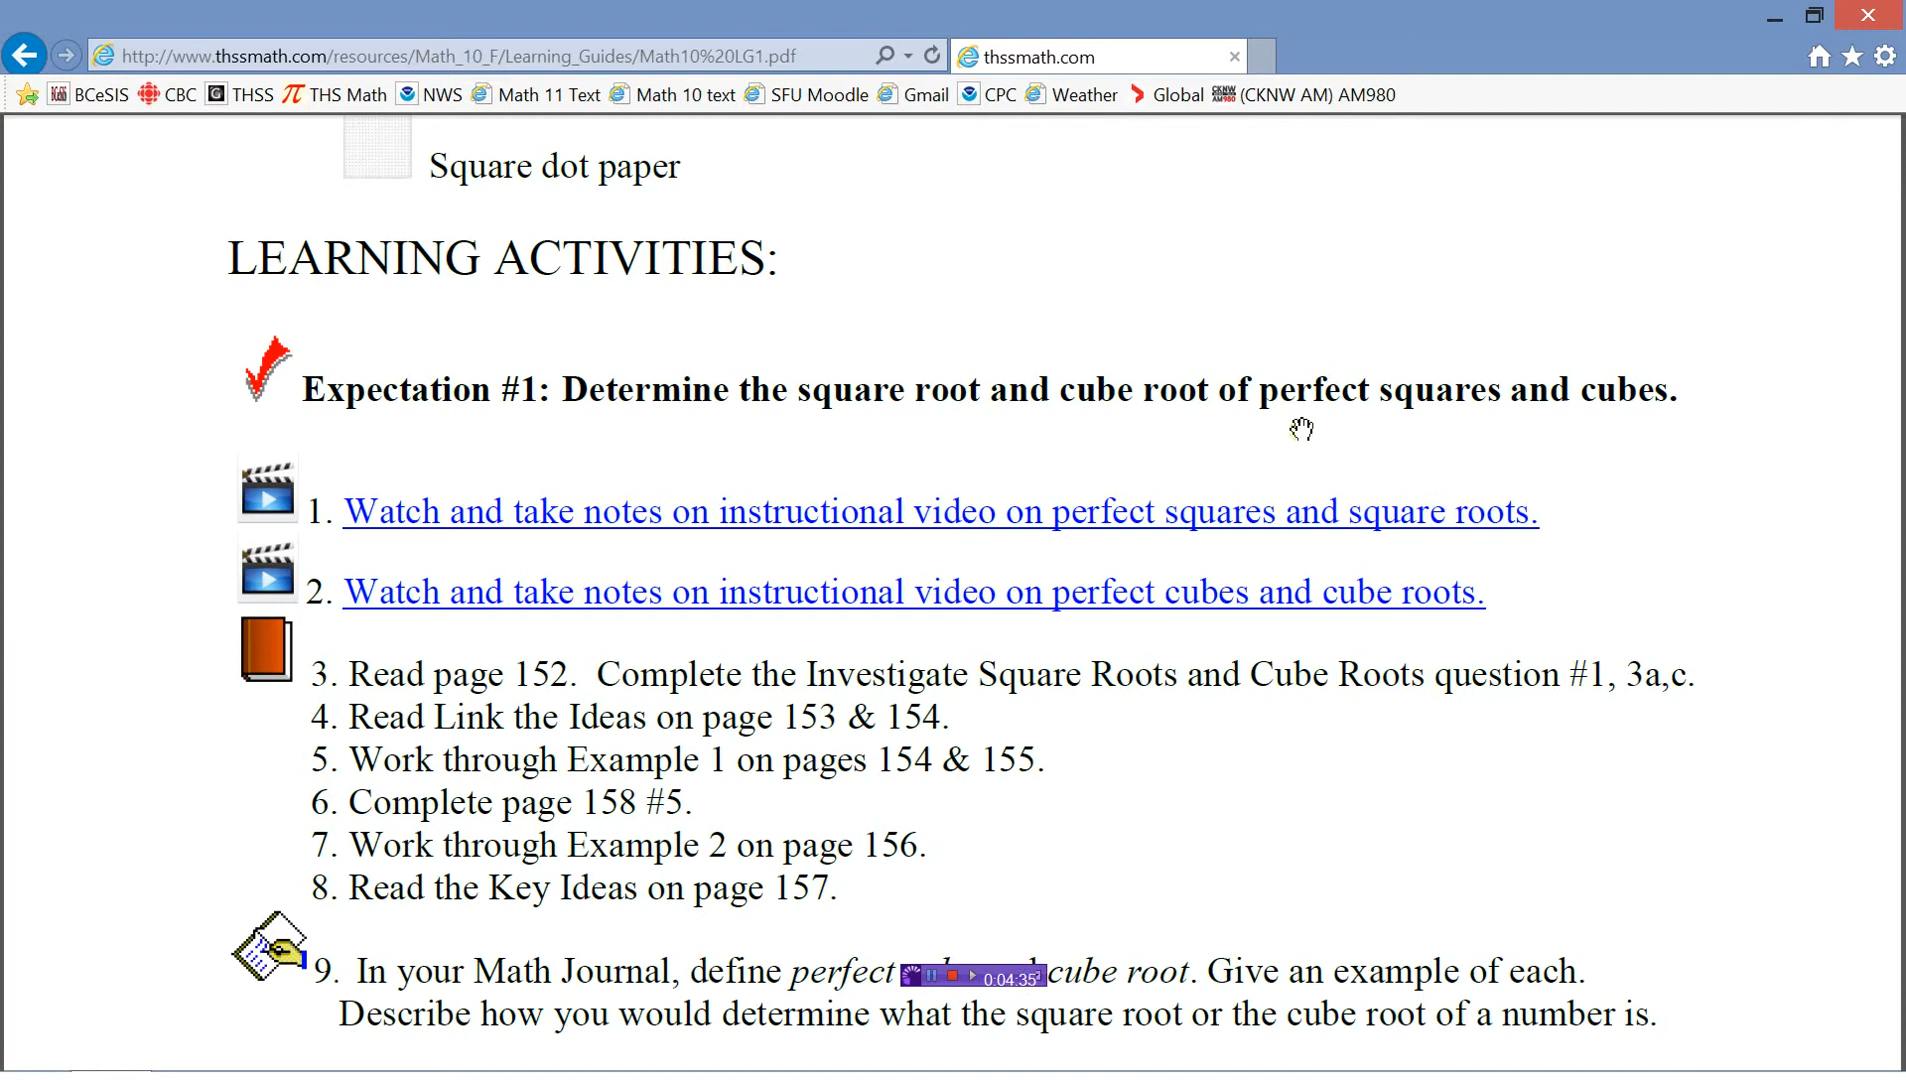 http://www.thssmath.com/resources/Math_10_F/Learning_Guides/Math10%20LG1.pdf
thssmath.com
BCeSIS CBC THSS THS Math NWS Math 11 Text Math 10 text SFU Moodle Gmail CPC Weather Global (CKNW AM) AM980
Square dot paper
LEARNING ACTIVITIES:
Expectation #1: Determine the square root and cube root of perfect squares and cubes.
1. Watch and take notes on instructional video on perfect squares and square roots.
2. Watch and take notes on instructional video on perfect cubes and cube roots.
3. Read page 152. Complete the Investigate Square Roots and Cube Roots question #1, 3a,c.
4. Read Link the Ideas on page 153 & 154.
5. Work through Example 1 on pages 154 & 155.
6. Complete page 158 #5.
7. Work through Example 2 on page 156.
8. Read the Key Ideas on page 157.
9. In your Math Journal, define perfect cube root. Give an example of each.
0:04:35
Describe how you would determine what the square root or the cube root of a number is.